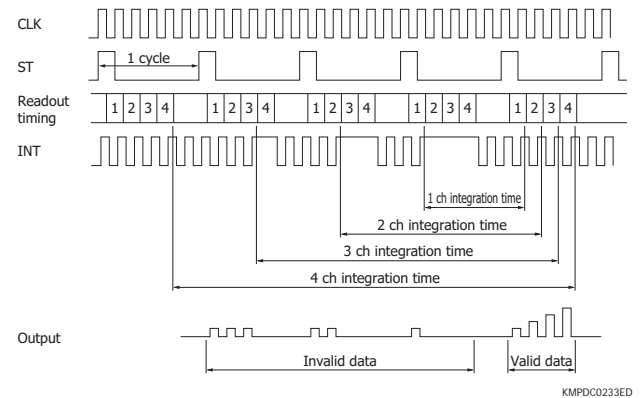 CLK
ST
1 cycle
Readout
timing
1 2 3 4 1 2 3 4 1 2 3 4 1 2 3 4 1 2 3 4
INT
1 ch integration time
2 ch integration time
3 ch integration time
4 ch integration time
Output
Invalid data
Valid data
KMPDC0233ED